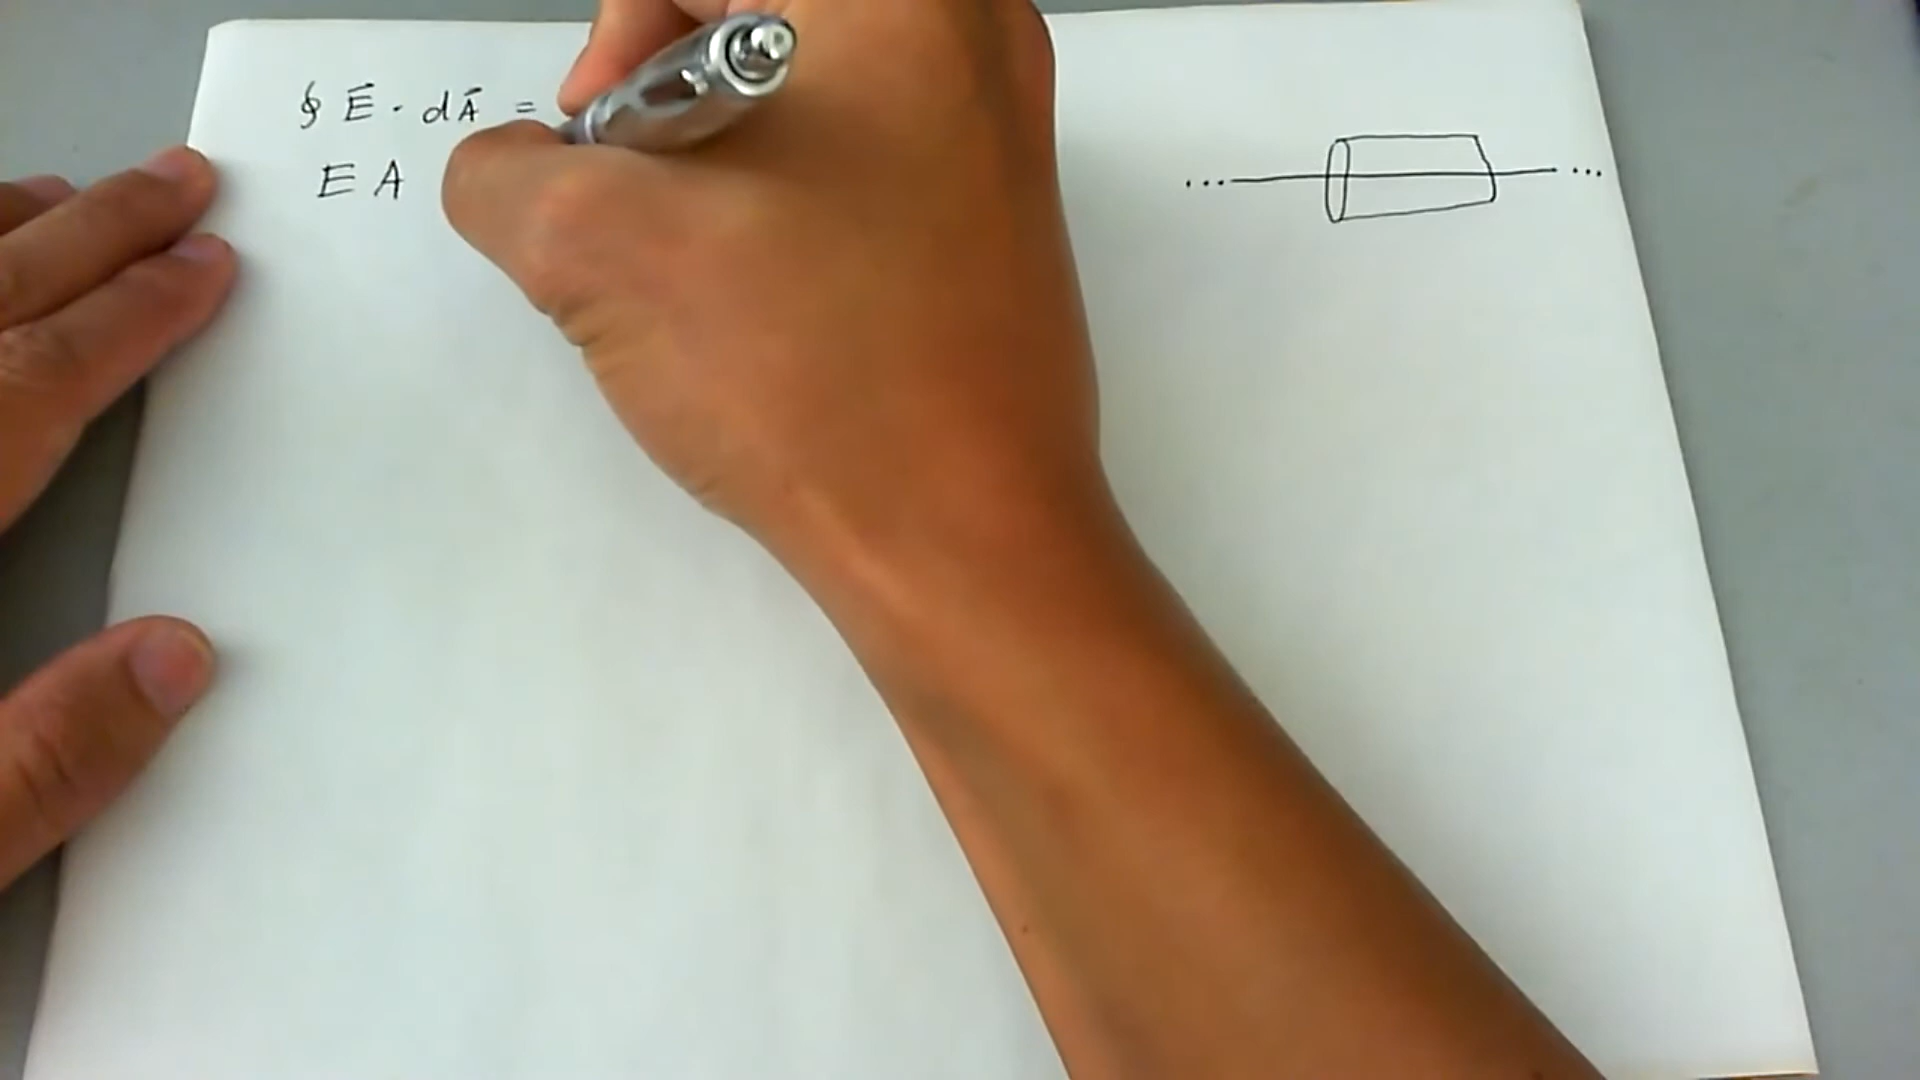 ∮ E⃗ · dA⃗ =
E A